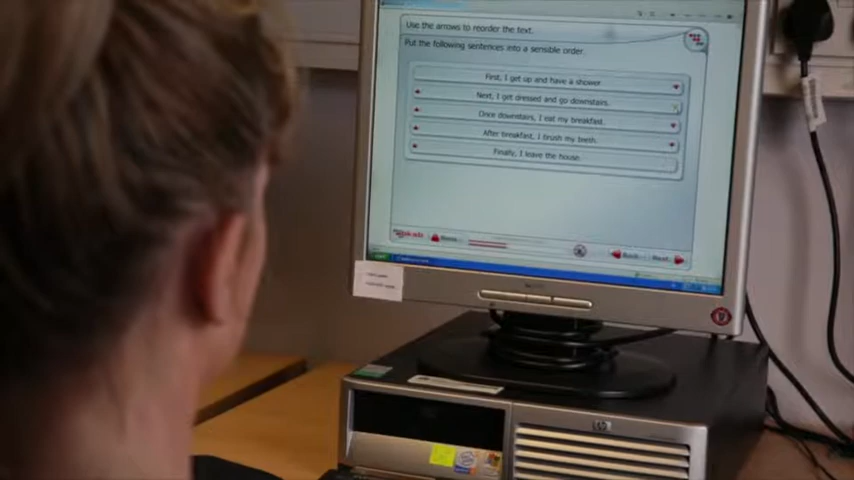 Use the arrows to reorder the text.
Put the following sentences into a sensible order.
First, I get up and have a shower
Next, I get dressed and go downstairs.
Once downstairs, I eat my breakfast.
After breakfast, I brush my teeth.
Finally, I leave the house.
Back
Next
hp